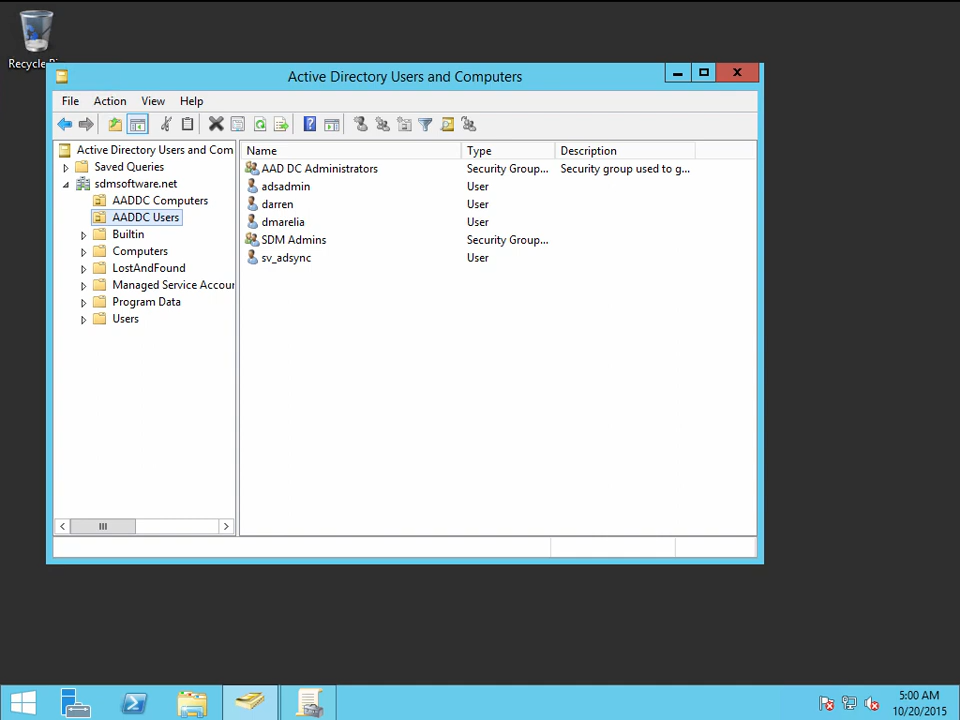 Recycle Bin
Active Directory Users and Computers
File Action View Help
Active Directory Users and Com
Saved Queries
sdmsoftware.net
AADDC Computers
AADDC Users
Builtin
Computers
LostAndFound
Managed Service Accour
Program Data
Users
Name Type Description
AAD DC Administrators Security Group... Security group used to g...
adsadmin User
darren User
dmarelia User
SDM Admins Security Group...
sv_adsync User
5:00 AM
10/20/2015